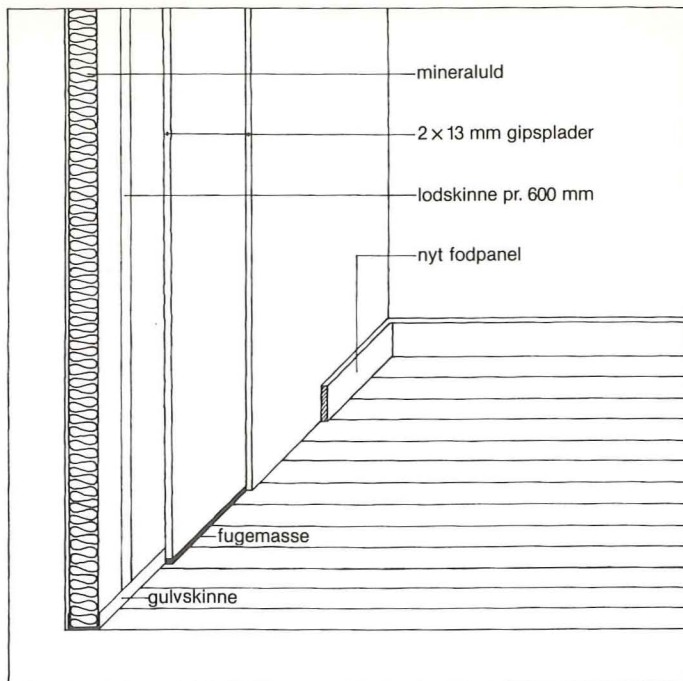 mineraluld
2 × 13 mm gipsplader
lodskinne pr. 600 mm
nyt fodpanel
fugemasse
gulvskinne